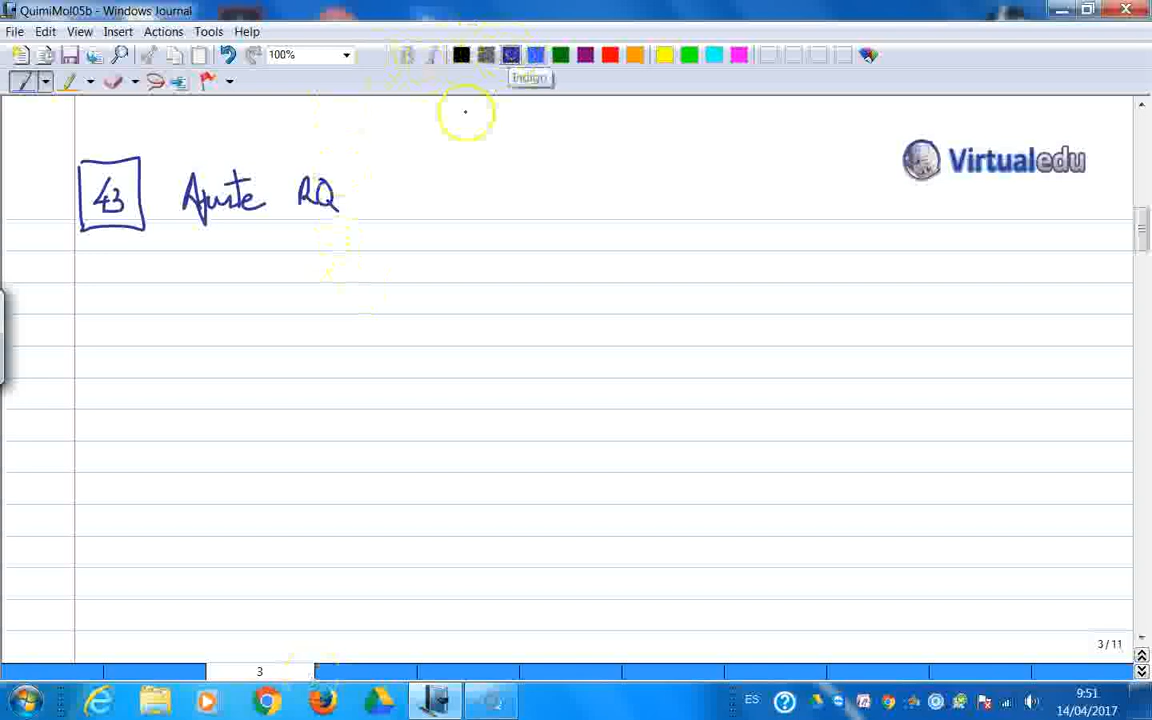 QuimiMol05b - Windows Journal
File Edit View Insert Actions Tools Help
100%
Indigo
Virtualedu
43 Ajuste RQ
3 / 11
3
ES
9:51
14/04/2017